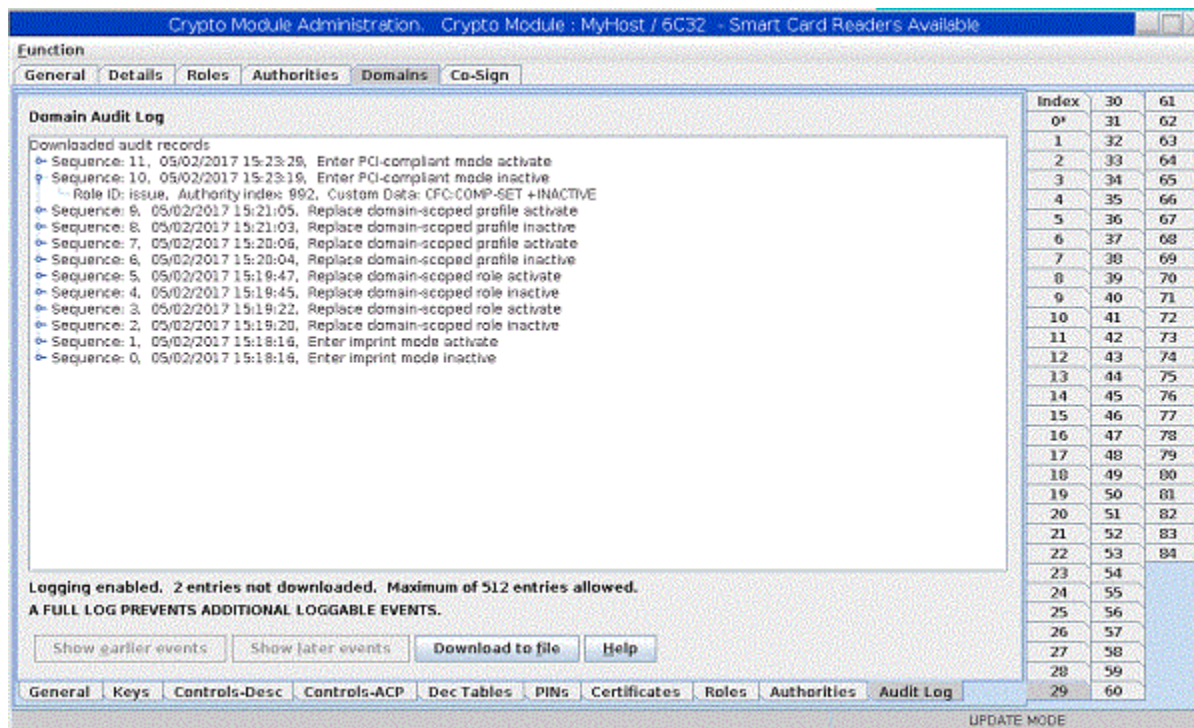 Crypto Module Administration.  Crypto Module : MyHost / 6C32  - Smart Card Readers Available
Function
General Details Roles Authorities Domains Co-Sign
Domain Audit Log
Downloaded audit records
Sequence: 11, 05/02/2017 15:23:29, Enter PCI-compliant mode activate
Sequence: 10, 05/02/2017 15:23:19, Enter PCI-compliant mode inactive
Role ID: issue, Authority index: 992, Custom Data: CFC:COMP-SET +INACTIVE
Sequence: 9, 05/02/2017 15:21:05, Replace domain-scoped profile activate
Sequence: 8, 05/02/2017 15:21:03, Replace domain-scoped profile inactive
Sequence: 7, 05/02/2017 15:20:06, Replace domain-scoped profile activate
Sequence: 6, 05/02/2017 15:20:04, Replace domain-scoped profile inactive
Sequence: 5, 05/02/2017 15:19:47, Replace domain-scoped role activate
Sequence: 4, 05/02/2017 15:19:45, Replace domain-scoped role inactive
Sequence: 3, 05/02/2017 15:19:22, Replace domain-scoped role activate
Sequence: 2, 05/02/2017 15:19:20, Replace domain-scoped role inactive
Sequence: 1, 05/02/2017 15:18:16, Enter imprint mode activate
Sequence: 0, 05/02/2017 15:18:16, Enter imprint mode inactive
Logging enabled. 2 entries not downloaded. Maximum of 512 entries allowed.
A FULL LOG PREVENTS ADDITIONAL LOGGABLE EVENTS.
Show earlier events Show later events Download to file Help
General Keys Controls-Desc Controls-ACP Dec Tables PINs Certificates Roles Authorities Audit Log
Index 30 61
0* 31 62
1 32 63
2 33 64
3 34 65
4 35 66
5 36 67
6 37 68
7 38 69
8 39 70
9 40 71
10 41 72
11 42 73
12 43 74
13 44 75
14 45 76
15 46 77
16 47 78
17 48 79
18 49 80
19 50 81
20 51 82
21 52 83
22 53 84
23 54
24 55
25 56
26 57
27 58
28 59
29 60
UPDATE MODE